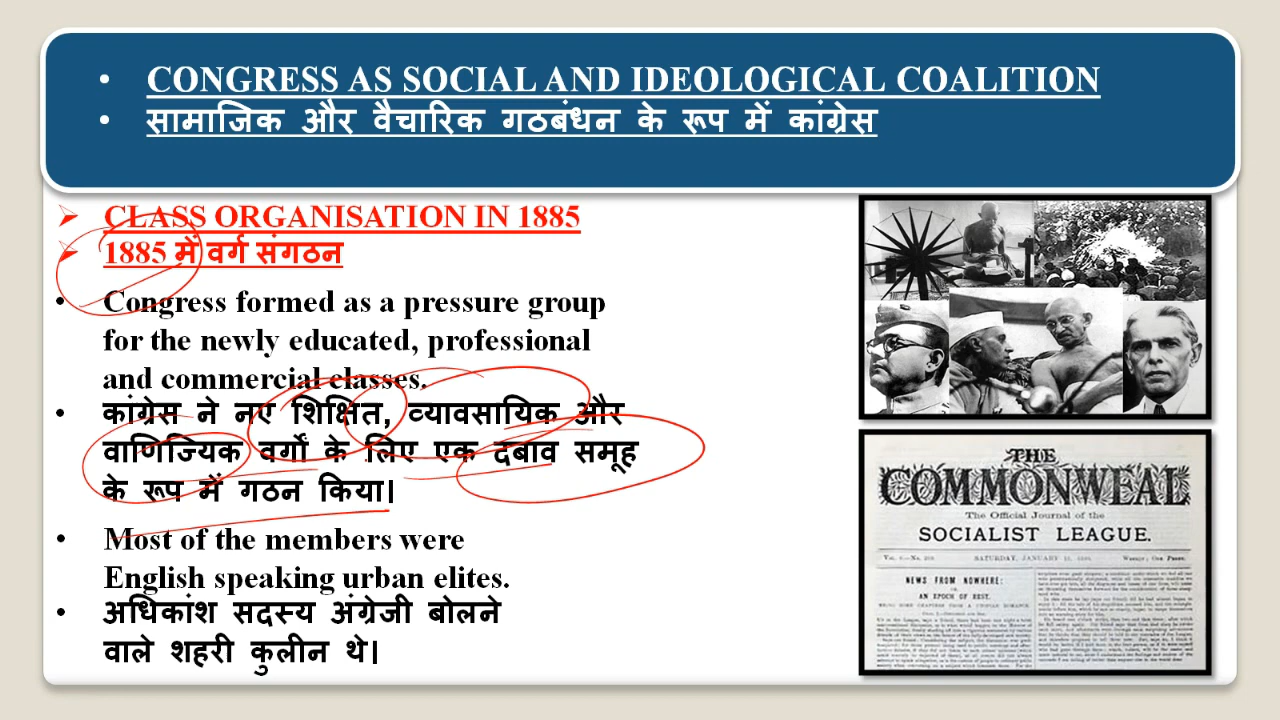 CONGRESS AS SOCIAL AND IDEOLOGICAL COALITION
सामाजिक और वैचारिक गठबंधन के रूप में कांग्रेस
CLASS ORGANISATION IN 1885
1885 में वर्ग संगठन
Congress formed as a pressure group
for the newly educated, professional
and commercial classes.
कांग्रेस ने नए शिक्षित, व्यावसायिक और
वाणिज्यिक वर्गों के लिए एक दबाव समूह
के रूप में गठन किया।
Most of the members were
English speaking urban elites.
अधिकांश सदस्य अंग्रेजी बोलने
वाले शहरी कुलीन थे।
THE
COMMONWEAL
The Official Journal of the
SOCIALIST LEAGUE.
SATURDAY, JANUARY
NEWS FROM NOWHERE:
OR,
AN EPOCH OF REST.